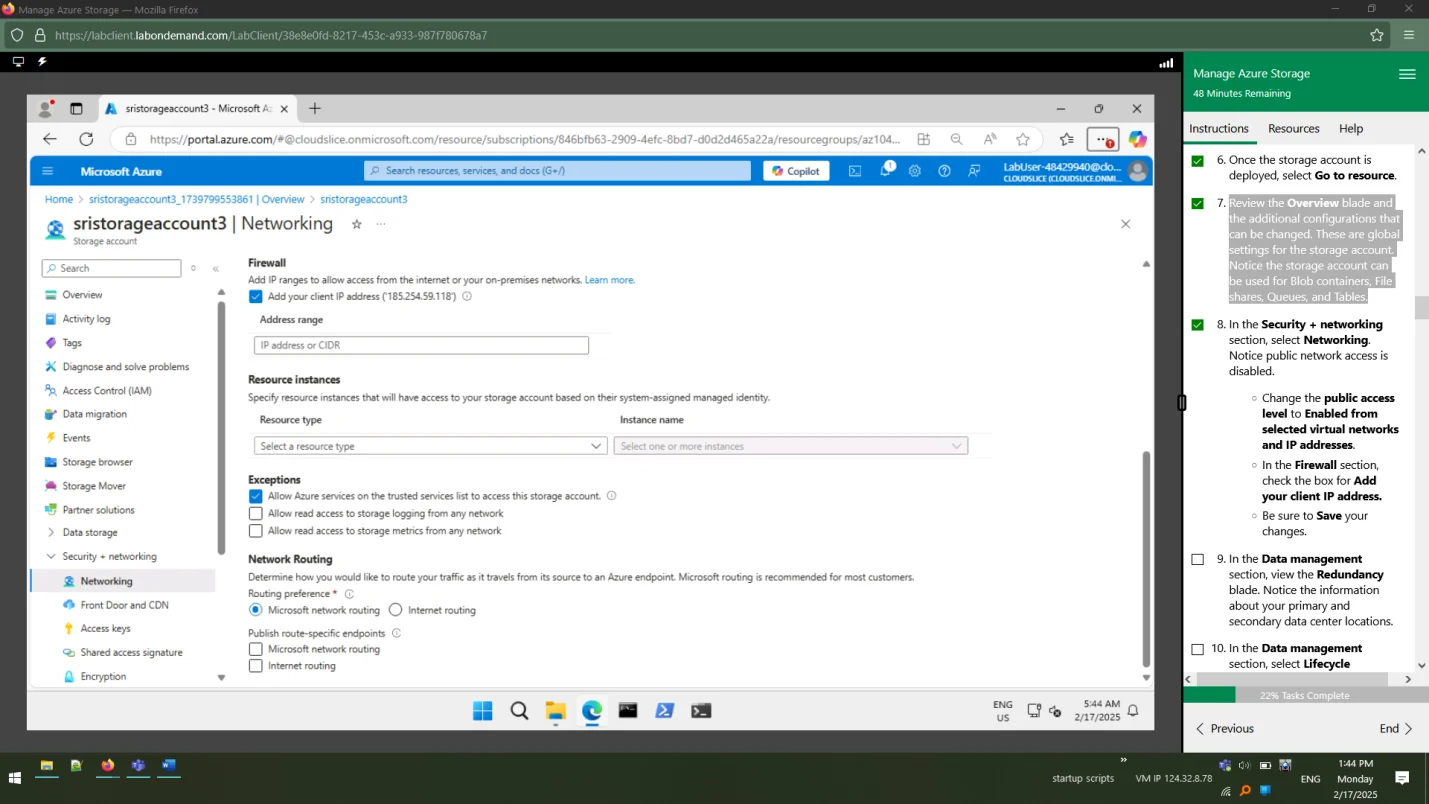 Manage Azure Storage — Mozilla Firefox
https://labclient.labondemand.com/LabClient/38e8e0fd-8217-453c-a933-987f780678a7
sristorageaccount3 - Microsoft Az
https://portal.azure.com/#@cloudslice.onmicrosoft.com/resource/subscriptions/846bfb63-2909-4efc-8bd7-d0d2d465a22a/resourcegroups/az104...
Microsoft Azure
Search resources, services, and docs (G+/)
Copilot
1
LabUser-48429940@clo...
CLOUDSLICE (CLOUDSLICE.ONMI...
Home > sristorageaccount3_1739799553861 | Overview > sristorageaccount3
sristorageaccount3 | Networking
Storage account
Search
Overview
Activity log
Tags
Diagnose and solve problems
Access Control (IAM)
Data migration
Events
Storage browser
Storage Mover
Partner solutions
Data storage
Security + networking
Networking
Front Door and CDN
Access keys
Shared access signature
Encryption
Firewall
Add IP ranges to allow access from the internet or your on-premises networks. Learn more.
Add your client IP address ('185.254.59.118')
Address range
IP address or CIDR
Resource instances
Specify resource instances that will have access to your storage account based on their system-assigned managed identity.
Resource type
Instance name
Select a resource type
Select one or more instances
Exceptions
Allow Azure services on the trusted services list to access this storage account.
Allow read access to storage logging from any network
Allow read access to storage metrics from any network
Network Routing
Determine how you would like to route your traffic as it travels from its source to an Azure endpoint. Microsoft routing is recommended for most customers.
Routing preference *
Microsoft network routing
Internet routing
Publish route-specific endpoints
Microsoft network routing
Internet routing
ENG
US
5:44 AM
2/17/2025
Manage Azure Storage
48 Minutes Remaining
Instructions
Resources
Help
6. Once the storage account is
deployed, select Go to resource.
7. Review the Overview blade and
the additional configurations that
can be changed. These are global
settings for the storage account.
Notice the storage account can
be used for Blob containers, File
shares, Queues, and Tables.
8. In the Security + networking
section, select Networking.
Notice public network access is
disabled.
Change the public access
level to Enabled from
selected virtual networks
and IP addresses.
In the Firewall section,
check the box for Add
your client IP address.
Be sure to Save your
changes.
9. In the Data management
section, view the Redundancy
blade. Notice the information
about your primary and
secondary data center locations.
10. In the Data management
section, select Lifecycle
22% Tasks Complete
Previous
End
startup scripts
VM IP 124.32.8.78
ENG
1:44 PM
Monday
2/17/2025